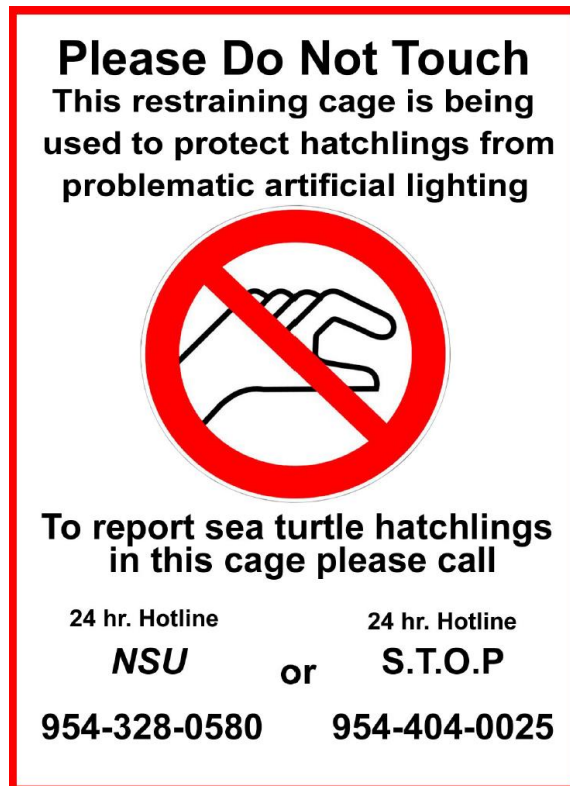 Please Do Not Touch
This restraining cage is being
used to protect hatchlings from
problematic artificial lighting
To report sea turtle hatchlings
in this cage please call
24 hr. Hotline
NSU
954-328-0580
or
24 hr. Hotline
S.T.O.P
954-404-0025